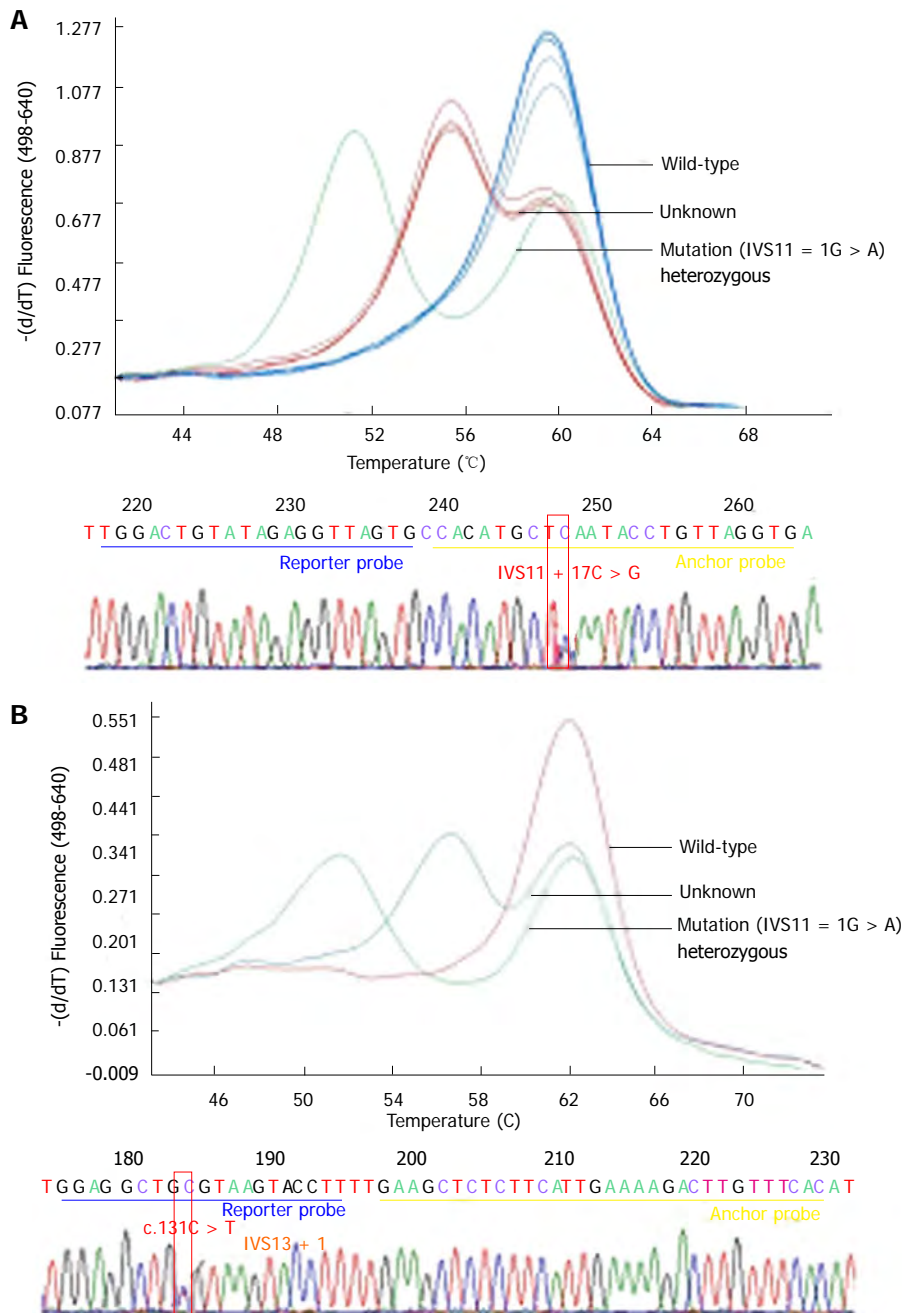 A
1.277
1.077
0.877
0.677
0.477
0.277
0.077
-(d/dT) Fluorescence (498-640)
Wild-type
Unknown
Mutation (IVS11 = 1G > A)
heterozygous
44 48 52 56 60 64 68
Temperature (℃)
220 230 240 250 260
T T G G A C T G T A T A G A G G T T A G T G C C A C A T G C T C A A T A C C T G T T A G G T G A
Reporter probe
Anchor probe
IVS11 + 17C > G
B
0.551
0.481
0.441
0.341
0.271
0.201
0.131
0.061
-0.009
-(d/dT) Fluorescence (498-640)
Wild-type
Unknown
Mutation (IVS11 = 1G > A)
heterozygous
46 50 54 58 62 66 70
Temperature (C)
180 190 200 210 220 230
T G G A G G C T G C G T A A G T A C C T T T T G A A G C T C T C T T C A T T G A A A A G A C T T G T T T C A C A T
Reporter probe
Anchor probe
c.131C > T
IVS13 + 1